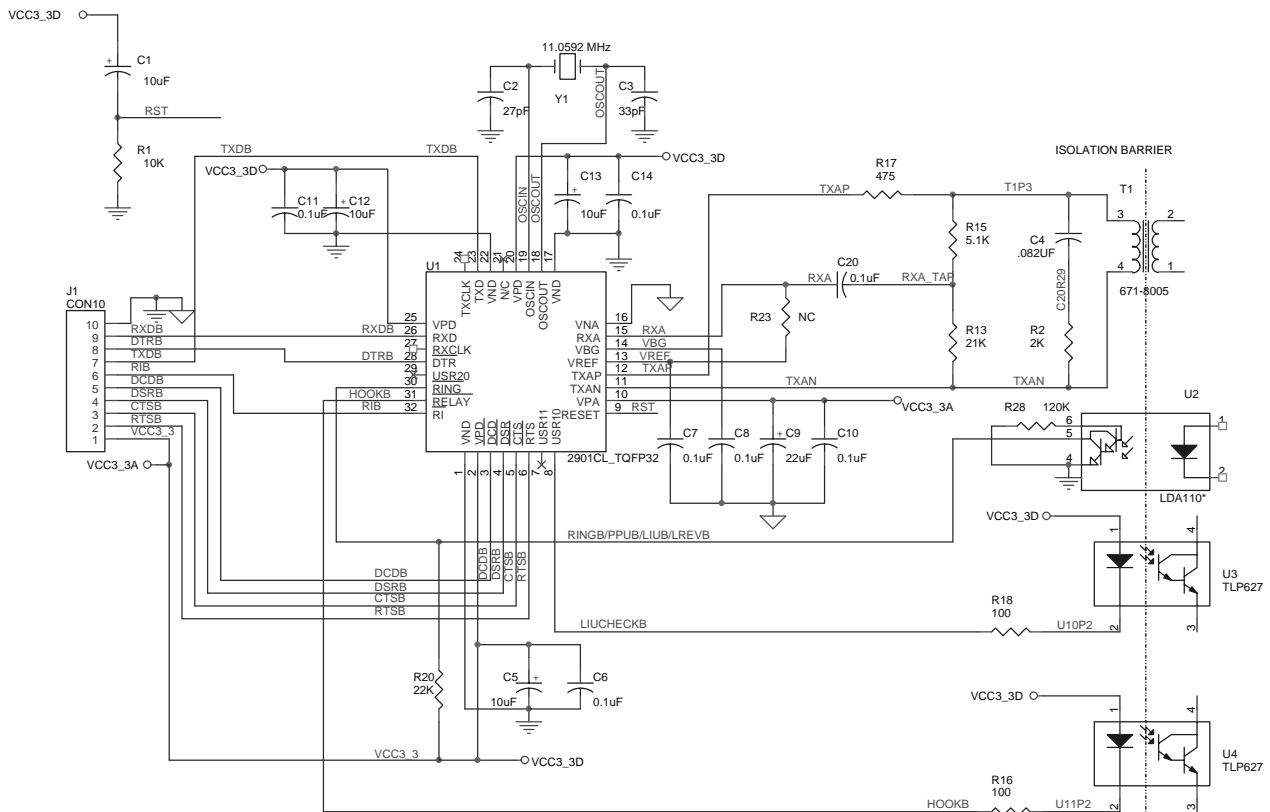 VCC3_3D
C1
10uF
RST
R1
10K
11.0592 MHz
C2
27pF
Y1
OSCOUT
C3
33pF
TXDB
TXDB
VCC3_3D
C11
0.1uF
C12
10uF
OSCIN
OSCOUT
C13
10uF
C14
0.1uF
VCC3_3D
ISOLATION BARRIER
R17
475
TXAP
T1P3
T1
3
2
4
1
671-8005
R15
5.1K
C4
.082UF
C20R29
C20
0.1uF
RXA
RXA_TAP
R23
NC
R13
21K
R2
2K
TXAN
TXAN
U1
24
23
22
21
20
19
18
17
TXCLK
TXD
VND
N/C
VPD
OSCIN
OSCOUT
VND
J1
CON10
10
9
8
7
6
5
4
3
2
1
RXDB
DTRB
TXDB
RIB
DCDB
DSRB
CTSB
RTSB
VCC3_3
VCC3_3A
RXDB
DTRB
HOOKB
RIB
25
26
27
28
29
30
31
32
VPD
RXD
RXCLK
DTR
USR20
RING
RELAY
RI
VNA
RXA
VBG
VREF
TXAP
TXAN
VPA
RESET
16
15
14
13
12
11
10
9
RXA
VBG
VREF
TXAP
RST
VCC3_3A
VND
VPD
DCD
DSR
CTS
RTS
USR11
USR10
1
2
3
4
5
6
7
8
2901CL_TQFP32
C7
0.1uF
C8
0.1uF
C9
22uF
C10
0.1uF
R28
120K
U2
6
5
4
1
2
LDA110*
VCC3_3D
RINGB/PPUB/LIUB/LREVB
DCDB
DSRB
CTSB
RTSB
DCDB
DSRB
CTSB
RTSB
1
4
2
3
U3
TLP627
R18
100
LIUCHECKB
U10P2
R20
22K
C5
10uF
C6
0.1uF
VCC3_3
VCC3_3D
VCC3_3D
1
4
2
3
U4
TLP627
R16
100
HOOKB
U11P2